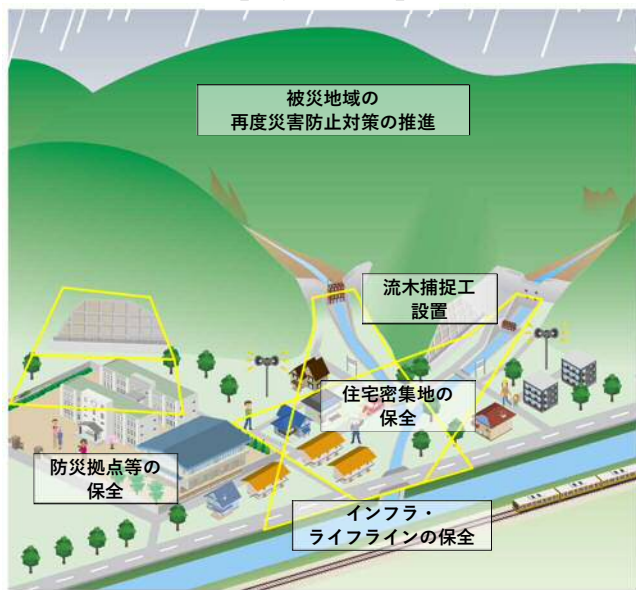 被災地域の
再度災害防止対策の推進
流木捕捉工
設置
住宅密集地の
保全
防災拠点等の
保全
インフラ・
ライフラインの保全